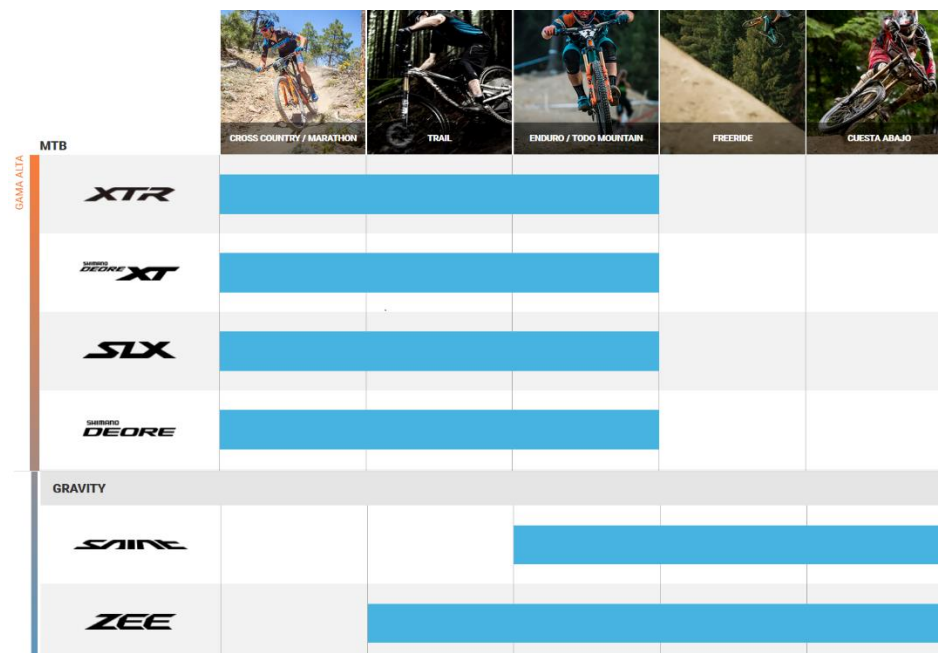 CROSS COUNTRY / MARATHON
TRAIL
ENDURO / TODO MOUNTAIN
FREERIDE
CUESTA ABAJO
MTB
GAMA ALTA
XTR
SHIMANO
DEORE XT
SLX
SHIMANO
DEORE
GRAVITY
SAINT
ZEE